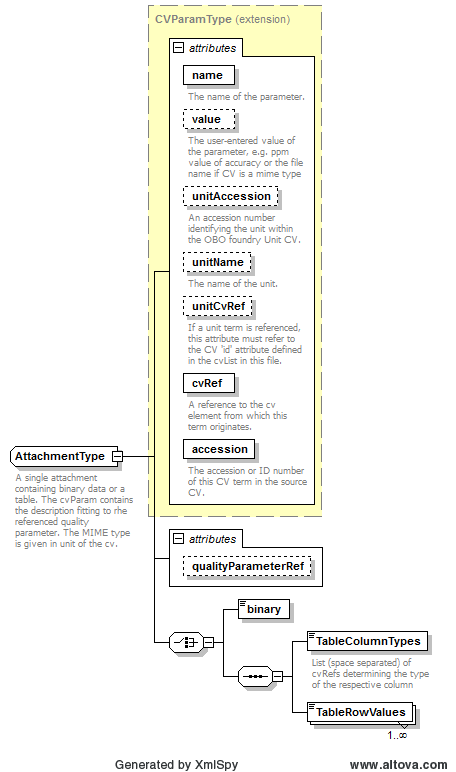 CVParamType (extension)
attributes
name
The name of the parameter.
value
The user-entered value of
the parameter, e.g. ppm
value of accuracy or the file
name if CV is a mime type
unitAccession
An accession number
identifying the unit within
the OBO foundry Unit CV.
unitName
The name of the unit.
unitCvRef
If a unit term is referenced,
this attribute must refer to
the CV 'id' attribute defined
in the cvList in this file.
cvRef
A reference to the cv
element from which this
term originates.
accession
The accession or ID number
of this CV term in the source
CV.
AttachmentType
A single attachment
containing binary data or a
table. The cvParam contains
the description fitting to rhe
referenced quality
parameter. The MIME type
is given in unit of the cv.
attributes
qualityParameterRef
binary
TableColumnTypes
List (space separated) of
cvRefs determining the type
of the respective column
TableRowValues
1..∞
Generated by XmlSpy
www.altova.com